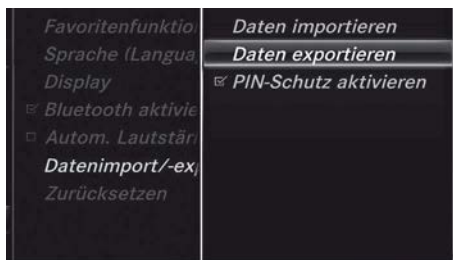 Favoritenfunktio
Sprache (Langua
Display
Bluetooth aktivie
Autom. Lautstär
Datenimport/-ex
Zurücksetzen
Daten importieren
Daten exportieren
PIN-Schutz aktivieren